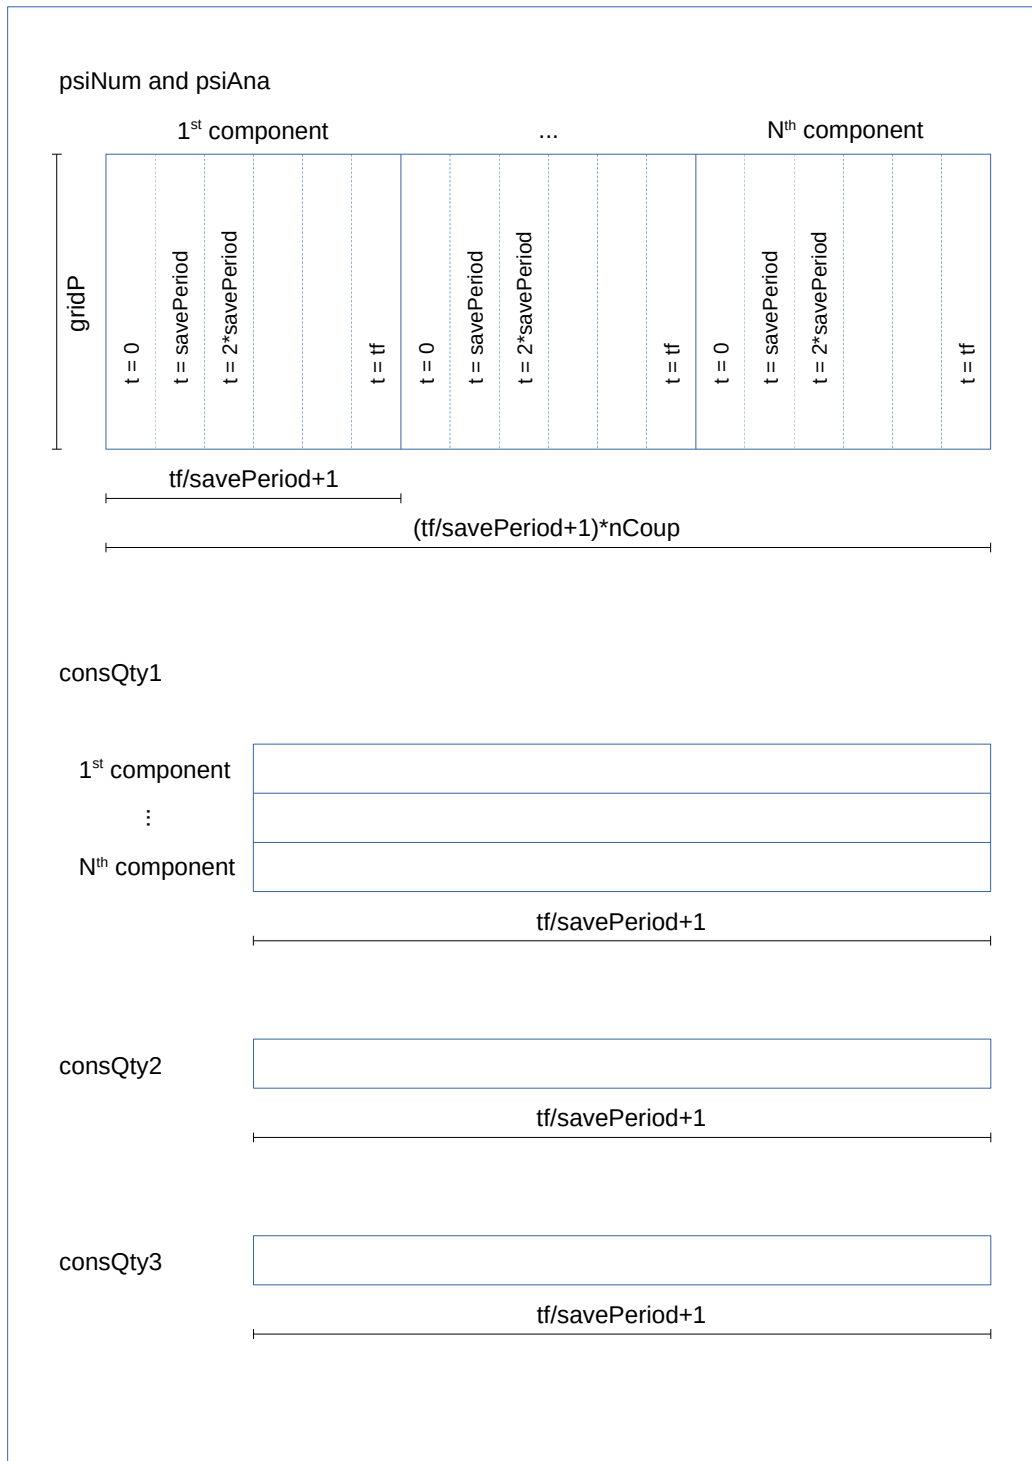 psiNum and psiAna
1st component ... Nth component
gridP
t = 0 t = savePeriod t = 2*savePeriod t = tf t = 0 t = savePeriod t = 2*savePeriod t = tf t = 0 t = savePeriod t = 2*savePeriod t = tf
tf/savePeriod+1
(tf/savePeriod+1)*nCoup
consQty1
1st component
...
Nth component
tf/savePeriod+1
consQty2
tf/savePeriod+1
consQty3
tf/savePeriod+1